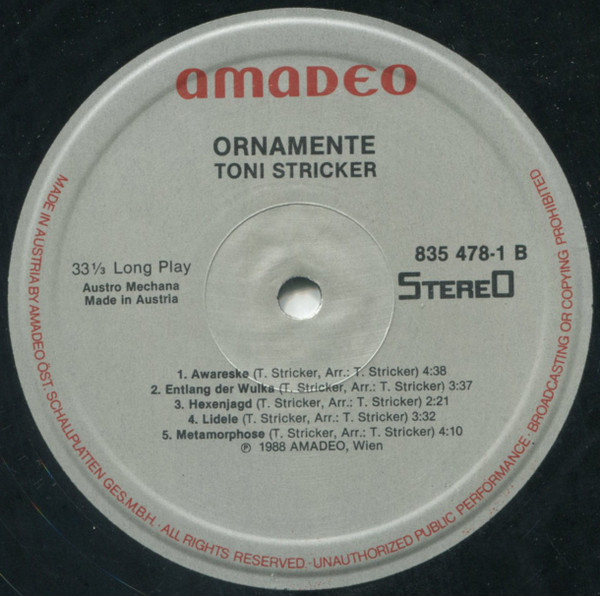 amadeo
ORNAMENTE
TONI STRICKER
33⅓ Long Play
Austro Mechana
Made in Austria
835 478-1 B
STEREO
1. Awareske (T. Stricker, Arr.: T. Stricker) 4:38
2. Entlang der Wulka (T. Stricker, Arr.: T. Stricker) 3:37
3. Hexenjagd (T. Stricker, Arr.: T. Stricker) 2:21
4. Lidele (T. Stricker, Arr.: T. Stricker) 3:32
5. Metamorphose (T. Stricker, Arr.: T. Stricker) 4:10
℗ 1988 AMADEO, Wien
MADE IN AUSTRIA BY AMADEO ÖST. SCHALLPLATTEN GES.M.B.H. · ALL RIGHTS RESERVED · UNAUTHORIZED PUBLIC PERFORMANCE · BROADCASTING OR COPYING PROHIBITED